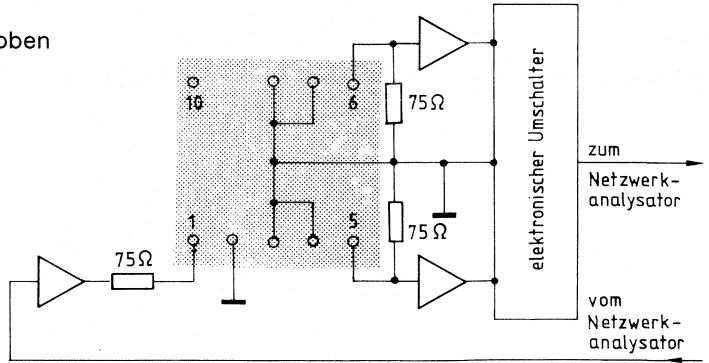 oben
10
6
75Ω
1
5
75Ω
75Ω
elektronischer Umschalter
zum
Netzwerk-
analysator
vom
Netzwerk-
analysator